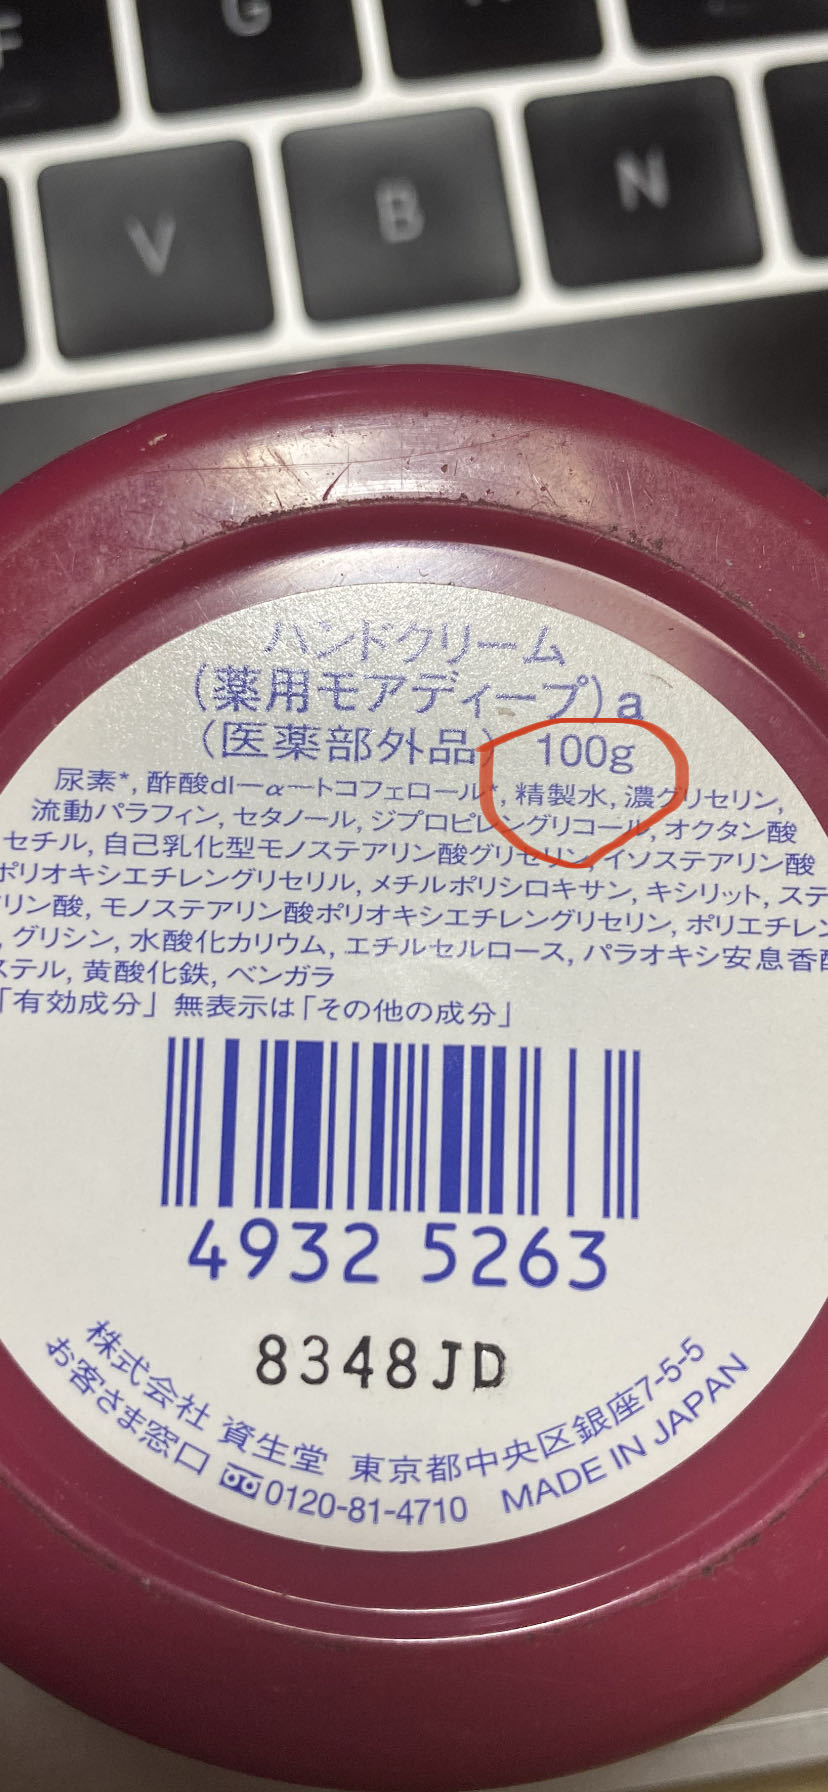 F G
V B N
ハンドクリーム
(薬用モアディープ)a
(医薬部外品) 100g
尿素*, 酢酸dl－α－トコフェロール*, 精製水, 濃グリセリン,
流動パラフィン, セタノール, ジプロピレングリコール, オクタン酸
セチル, 自己乳化型モノステアリン酸グリセリン, イソステアリン酸
ポリオキシエチレングリセリル, メチルポリシロキサン, キシリット, ステ
リン酸, モノステアリン酸ポリオキシエチレングリセリン, ポリエチレン
, グリシン, 水酸化カリウム, エチルセルロース, パラオキシ安息香酸
ステル, 黄酸化鉄, ベンガラ
「有効成分」無表示は「その他の成分」
4932 5263
8348JD
株式会社 資生堂 東京都中央区銀座7-5-5
お客さま窓口 0120-81-4710 MADE IN JAPAN